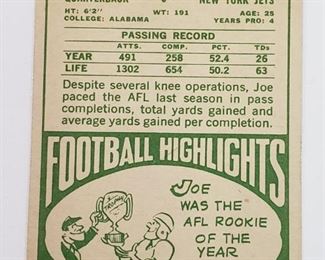 QUARTERBACK NEW YORK JETS
HT: 6'2" WT: 191 AGE: 25
COLLEGE: ALABAMA YEARS PRO: 4
PASSING RECORD
ATTS. COMP. PCT. TDs
YEAR 491 258 52.4 26
LIFE 1302 654 50.2 63
Despite several knee operations, Joe
paced the AFL last season in pass
completions, total yards gained and
average yards gained per completion.
FOOTBALL HIGHLIGHTS
TROPHY
JOE
WAS THE
AFL ROOKIE
OF THE
YEAR